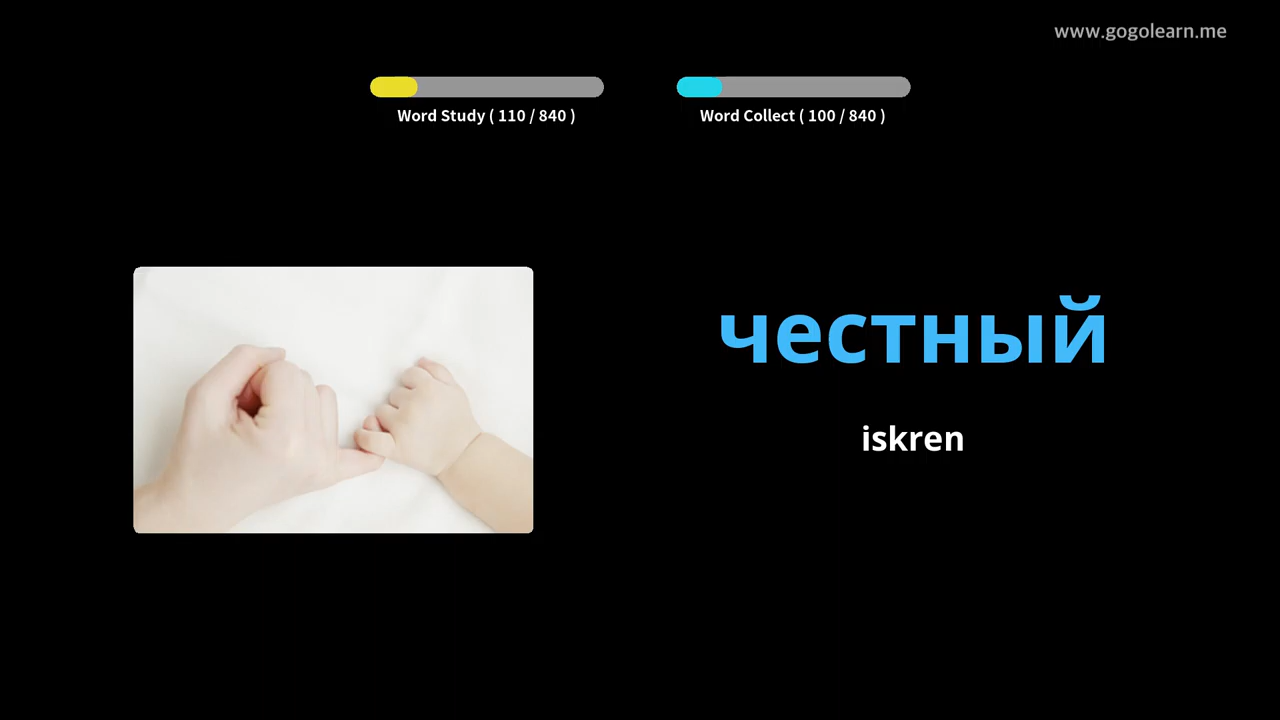 www.gogolearn.me
Word Study ( 110 / 840 )
Word Collect ( 100 / 840 )
честный
iskren